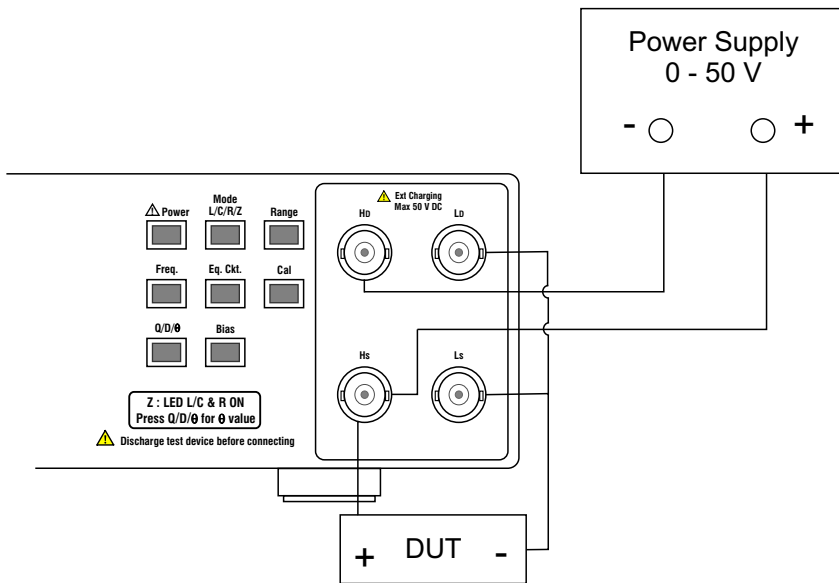 Power Supply
0 - 50 V
- +
Ext Charging
Max 50 V DC
Mode
Power L/C/R/Z Range
HD LD
Freq. Eq. Ckt. Cal
Q/D/θ Bias
HS LS
Z : LED L/C & R ON
Press Q/D/θ for θ value
Discharge test device before connecting
+ DUT -